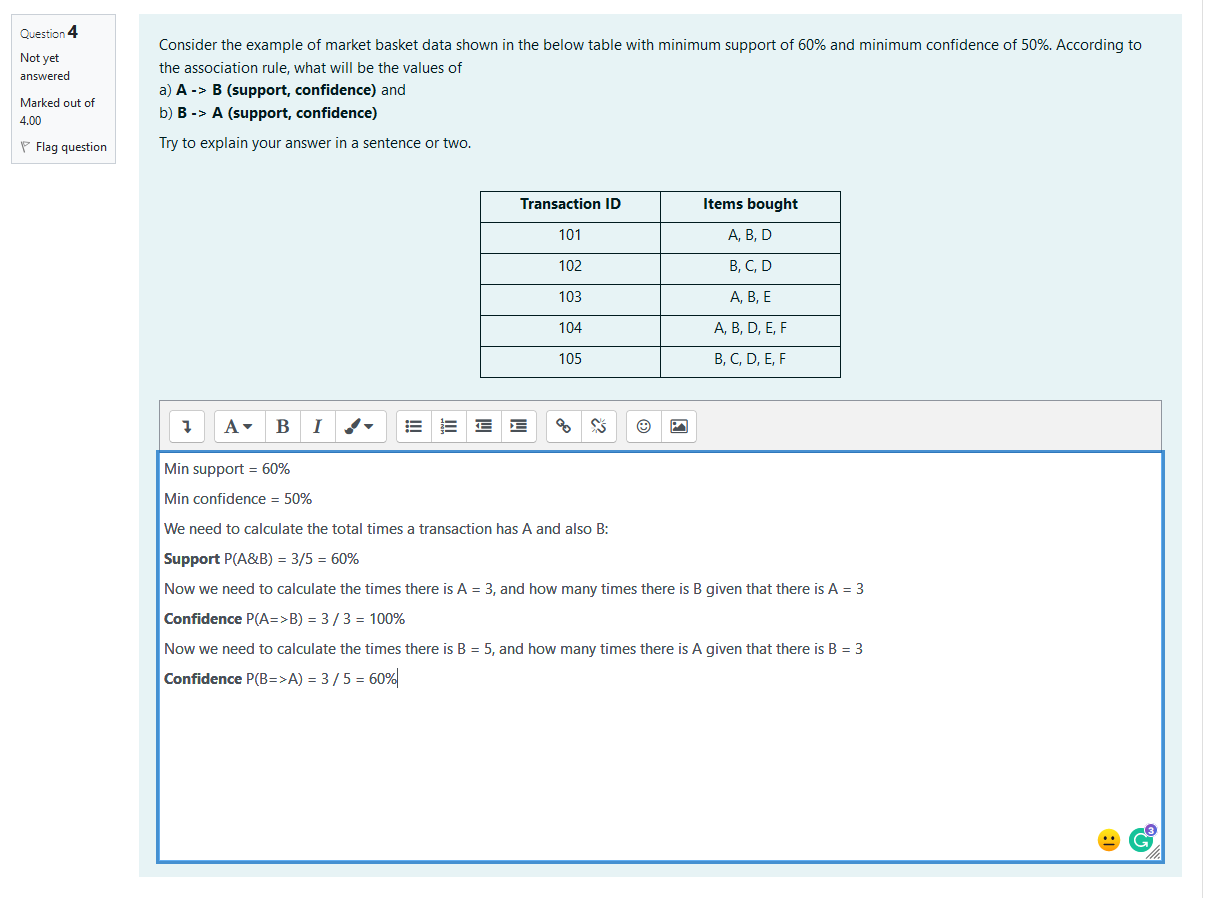 Question 4
Not yet
answered
Marked out of
4.00
Flag question
Consider the example of market basket data shown in the below table with minimum support of 60% and minimum confidence of 50%. According to
the association rule, what will be the values of
a) A -> B (support, confidence) and
b) B -> A (support, confidence)
Try to explain your answer in a sentence or two.
Transaction ID Items bought
101 A, B, D
102 B, C, D
103 A, B, E
104 A, B, D, E, F
105 B, C, D, E, F
A B I
Min support = 60%
Min confidence = 50%
We need to calculate the total times a transaction has A and also B:
Support P(A&B) = 3/5 = 60%
Now we need to calculate the times there is A = 3, and how many times there is B given that there is A = 3
Confidence P(A=>B) = 3 / 3 = 100%
Now we need to calculate the times there is B = 5, and how many times there is A given that there is B = 3
Confidence P(B=>A) = 3 / 5 = 60%
G 3